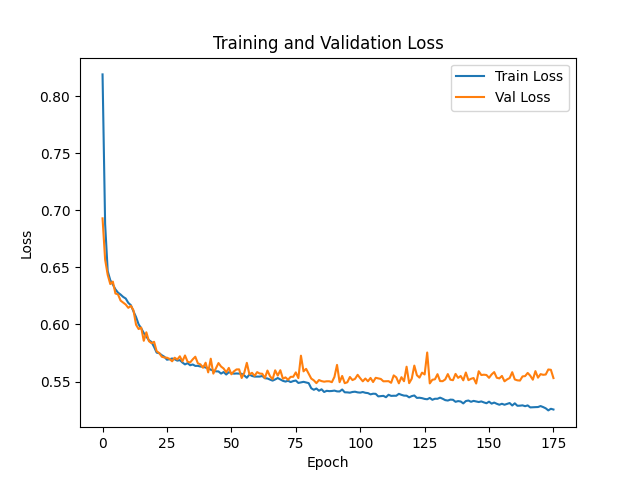 Training and Validation Loss
Train Loss
Val Loss
0.80
0.75
0.70
0.65
0.60
0.55
Loss
0 25 50 75 100 125 150 175
Epoch